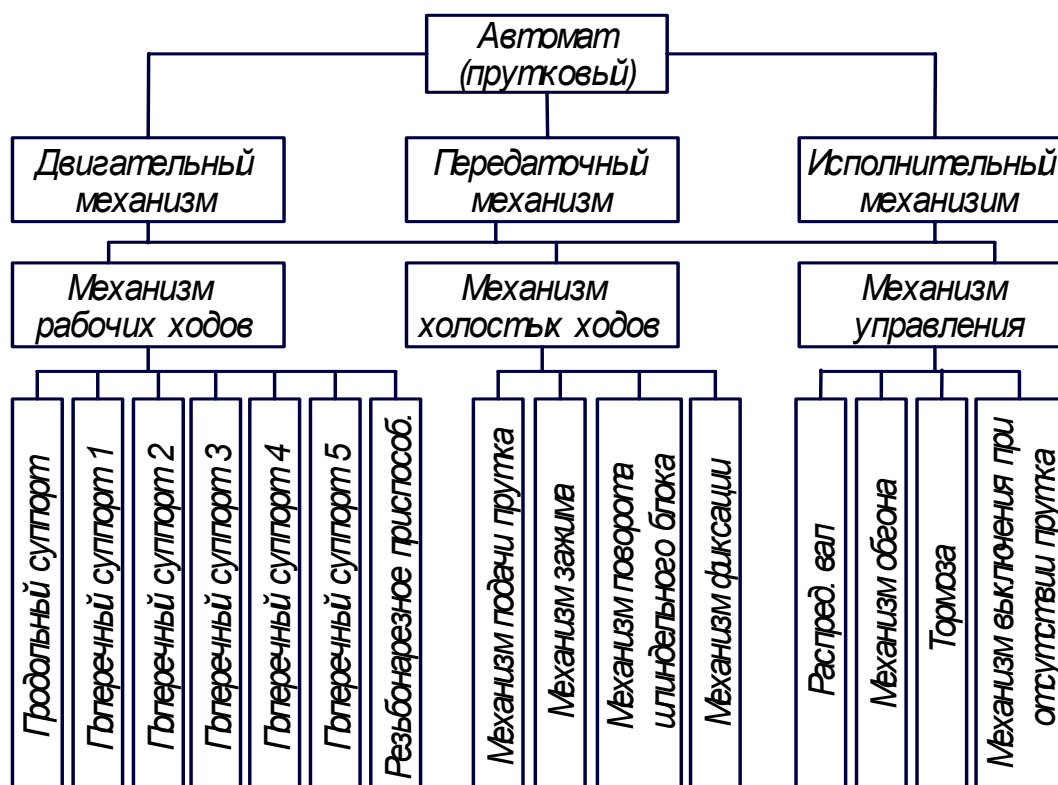 Автомат
(прутковый)
Двигательный
механизм
Передаточный
механизм
Исполнительный
механизим
Механизм
рабочих ходов
Механизм
холостых ходов
Механизм
управления
Продольный суппорт
Поперечный суппорт 1
Поперечный суппорт 2
Поперечный суппорт 3
Поперечный суппорт 4
Поперечный суппорт 5
Резьбонарезное приспособ.
Механизм подачи прутка
Механизм зажима
Механизм поворота
шпиндельного блока
Механизм фиксации
Распред. вал
Механизм обгона
Тормоза
Механизм выключения при
отсутствии прутка